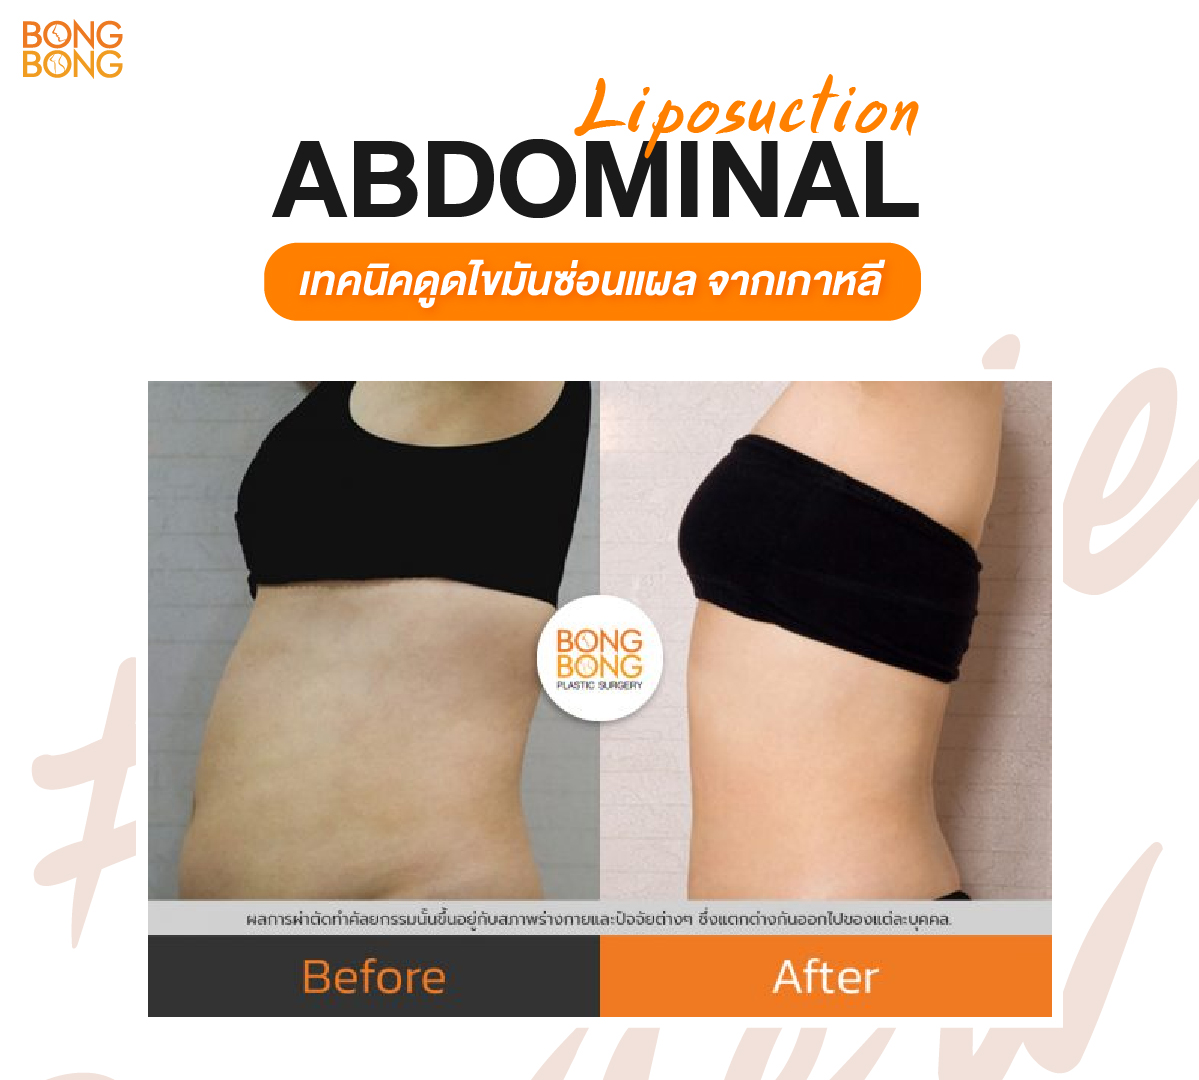 BONG
BONG
Liposuction
ABDOMINAL
เทคนิคดูดไขมันซ่อนแผล จากเกาหลี
BONG
BONG
PLASTIC SURGERY
ผลการผ่าตัดทำศัลยกรรมนั้นขึ้นอยู่กับสภาพร่างกายและปัจจัยต่างๆ ซึ่งแตกต่างกันออกไปของแต่ละบุคคล.
Before
After